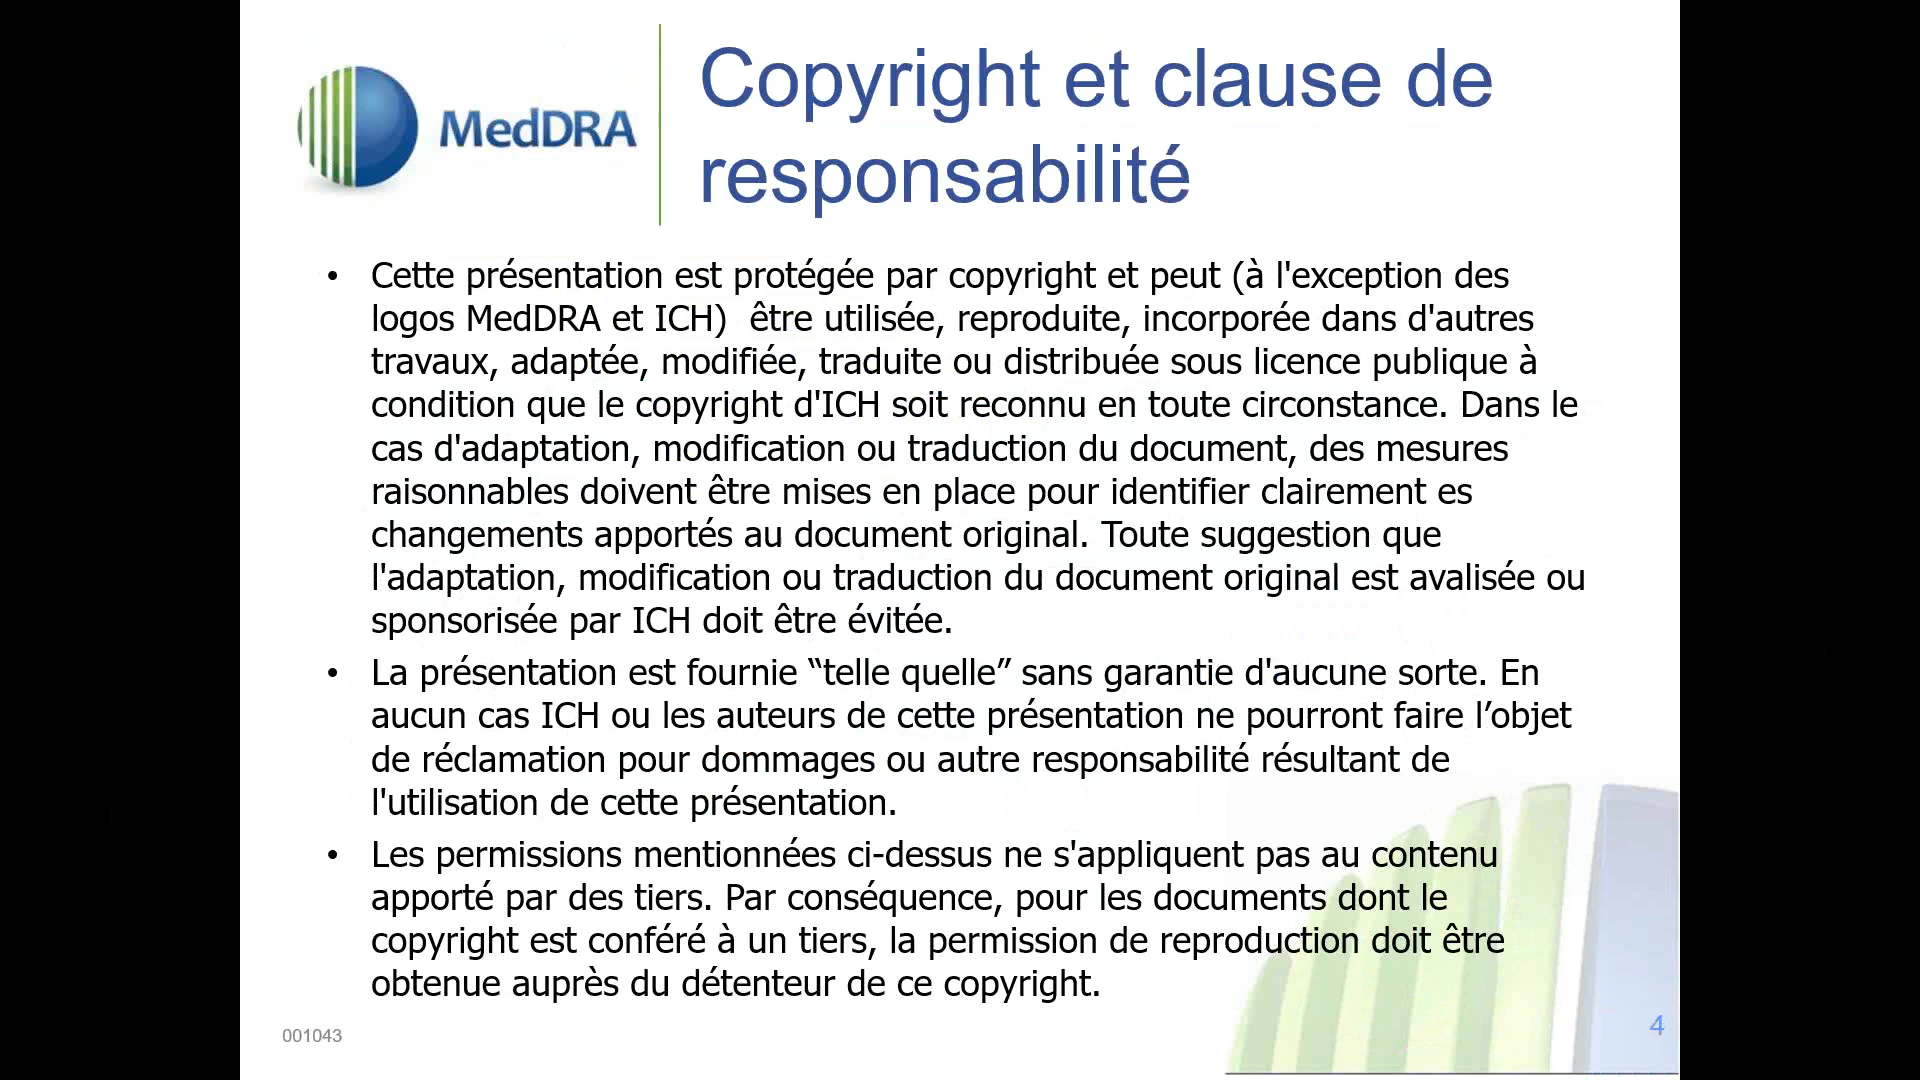 MedDRA
Copyright et clause de
responsabilité
• Cette présentation est protégée par copyright et peut (à l'exception des
logos MedDRA et ICH)  être utilisée, reproduite, incorporée dans d'autres
travaux, adaptée, modifiée, traduite ou distribuée sous licence publique à
condition que le copyright d'ICH soit reconnu en toute circonstance. Dans le
cas d'adaptation, modification ou traduction du document, des mesures
raisonnables doivent être mises en place pour identifier clairement es
changements apportés au document original. Toute suggestion que
l'adaptation, modification ou traduction du document original est avalisée ou
sponsorisée par ICH doit être évitée.
• La présentation est fournie “telle quelle” sans garantie d'aucune sorte. En
aucun cas ICH ou les auteurs de cette présentation ne pourront faire l’objet
de réclamation pour dommages ou autre responsabilité résultant de
l'utilisation de cette présentation.
• Les permissions mentionnées ci-dessus ne s'appliquent pas au contenu
apporté par des tiers. Par conséquence, pour les documents dont le
copyright est conféré à un tiers, la permission de reproduction doit être
obtenue auprès du détenteur de ce copyright.
001043
4